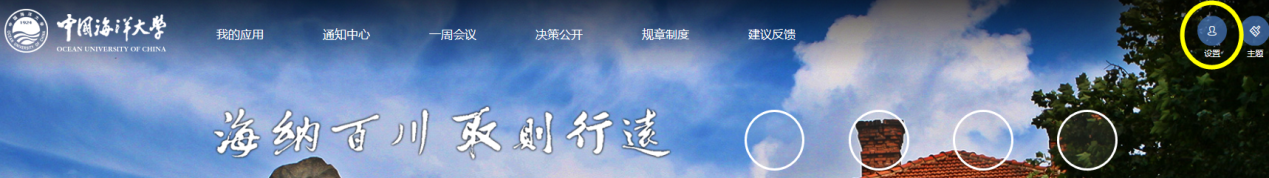 中国海洋大学
OCEAN UNIVERSITY OF CHINA
我的应用 通知中心 一周会议 决策公开 规章制度 建议反馈
设置 主题
海纳百川 取则行远